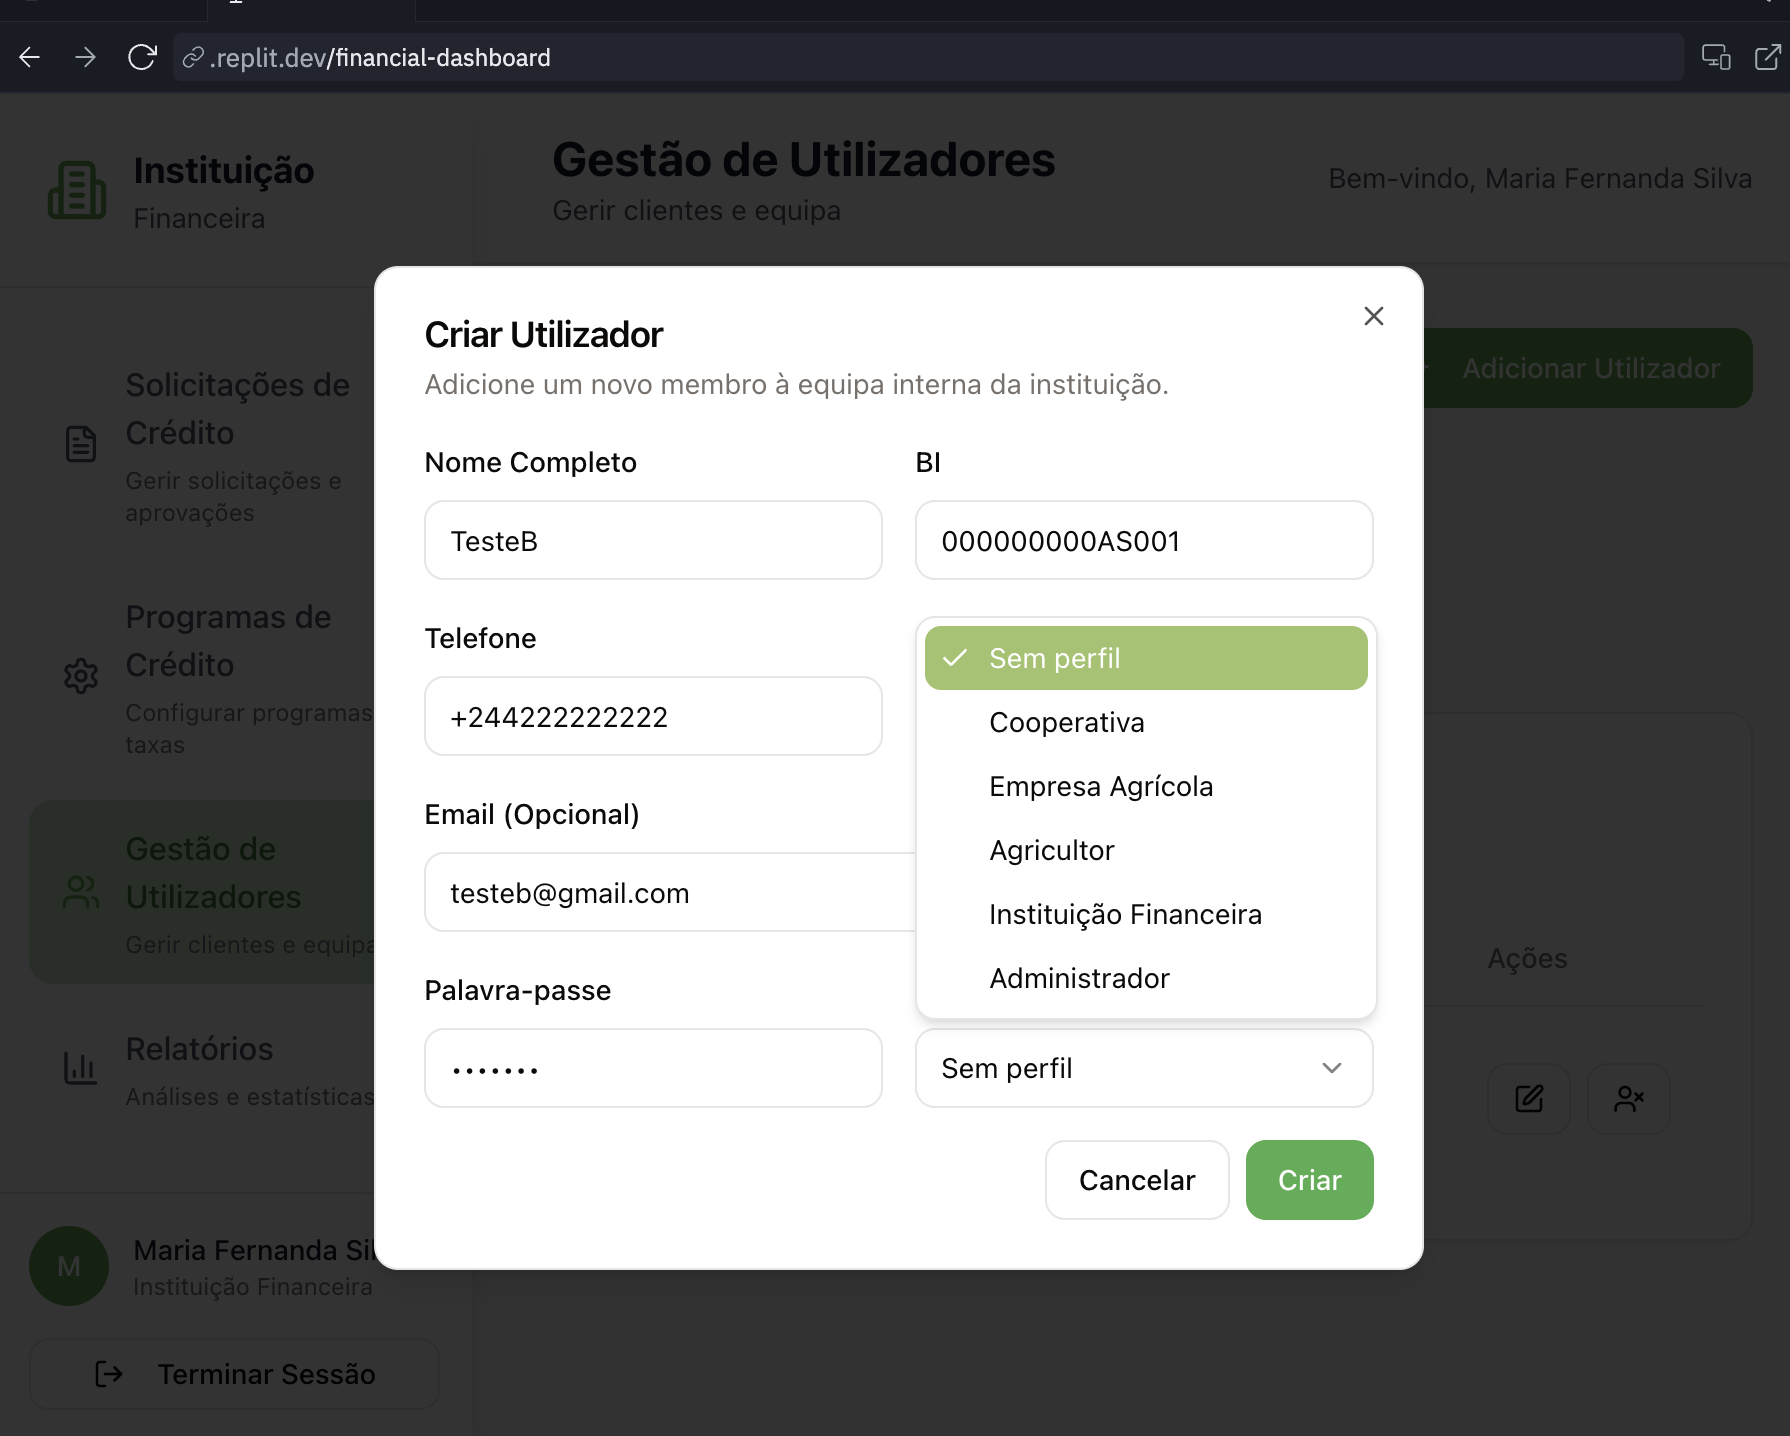 .replit.dev/financial-dashboard
Instituição
Financeira
Gestão de Utilizadores
Gerir clientes e equipa
Bem-vindo, Maria Fernanda Silva
Adicionar Utilizador
Solicitações de
Crédito
Gerir solicitações e
aprovações
Programas de
Crédito
Configurar programas
taxas
Gestão de
Utilizadores
Gerir clientes e equipa
Relatórios
Análises e estatísticas
M
Maria Fernanda Sil
Instituição Financeira
Terminar Sessão
Criar Utilizador
Adicione um novo membro à equipa interna da instituição.
Nome Completo
BI
TesteB
000000000AS001
Telefone
+244222222222
Email (Opcional)
testeb@gmail.com
Palavra-passe
•••••••
Sem perfil
Cooperativa
Empresa Agrícola
Agricultor
Instituição Financeira
Administrador
Sem perfil
Cancelar
Criar
Ações